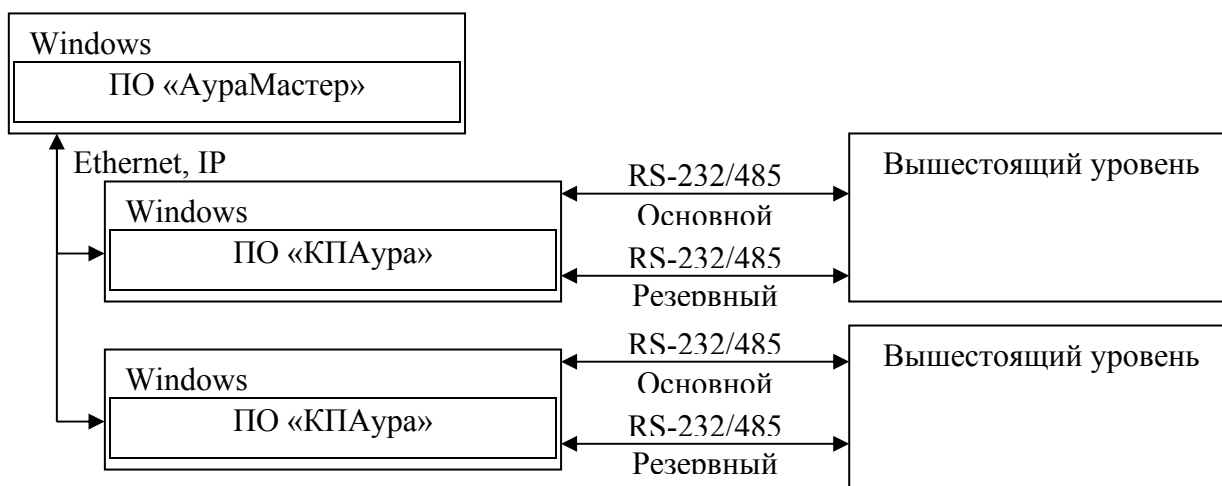 Windows
ПО «АураМастер»
Ethernet, IP
Windows
ПО «КПАура»
RS-232/485
Основной
RS-232/485
Резервный
Вышестоящий уровень
Windows
ПО «КПАура»
RS-232/485
Основной
RS-232/485
Резервный
Вышестоящий уровень